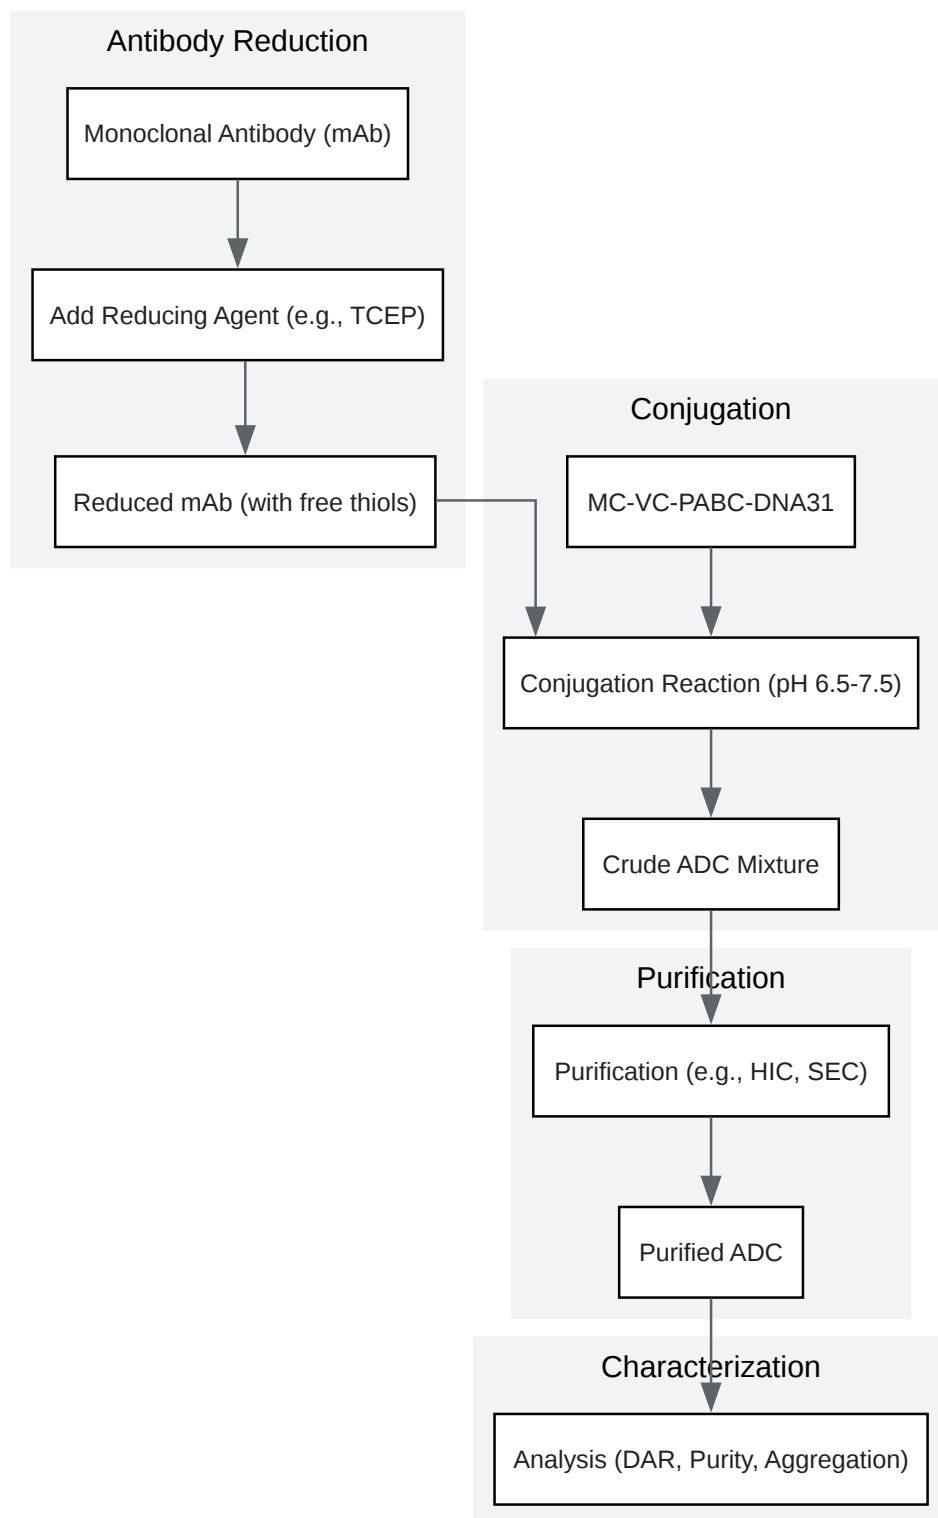 Antibody Reduction
Monoclonal Antibody (mAb)
Add Reducing Agent (e.g., TCEP)
Reduced mAb (with free thiols)
Conjugation
MC-VC-PABC-DNA31
Conjugation Reaction (pH 6.5-7.5)
Crude ADC Mixture
Purification
Purification (e.g., HIC, SEC)
Purified ADC
Characterization
Analysis (DAR, Purity, Aggregation)